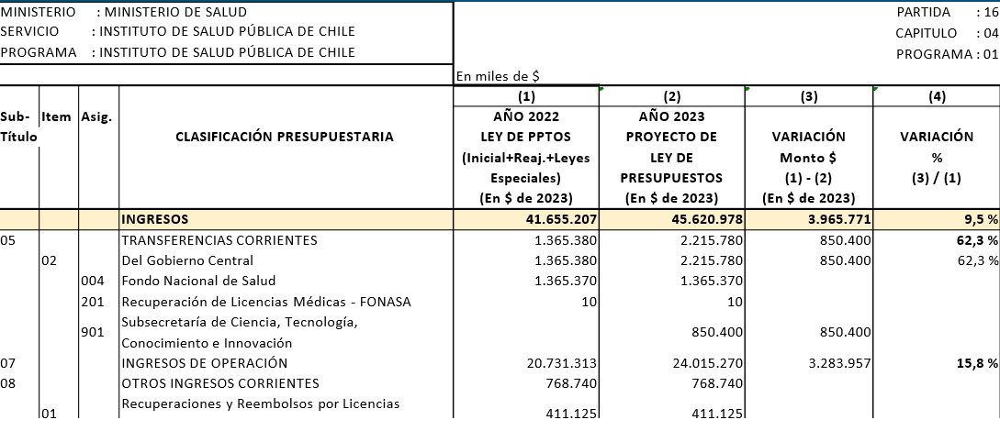 MINISTERIO : MINISTERIO DE SALUD PARTIDA : 16
SERVICIO : INSTITUTO DE SALUD PÚBLICA DE CHILE CAPITULO : 04
PROGRAMA : INSTITUTO DE SALUD PÚBLICA DE CHILE PROGRAMA : 01
En miles de $
(1) (2) (3) (4)
Sub- Item Asig. AÑO 2022 AÑO 2023
Título CLASIFICACIÓN PRESUPUESTARIA LEY DE PPTOS PROYECTO DE VARIACIÓN VARIACIÓN
(Inicial+Reaj.+Leyes LEY DE Monto $ %
Especiales) PRESUPUESTOS (1) - (2) (3) / (1)
(En $ de 2023) (En $ de 2023) (En $ de 2023)
INGRESOS 41.655.207 45.620.978 3.965.771 9,5 %
05 TRANSFERENCIAS CORRIENTES 1.365.380 2.215.780 850.400 62,3 %
02 Del Gobierno Central 1.365.380 2.215.780 850.400 62,3 %
004 Fondo Nacional de Salud 1.365.370 1.365.370
201 Recuperación de Licencias Médicas - FONASA 10 10
Subsecretaría de Ciencia, Tecnología,
901 850.400 850.400
Conocimiento e Innovación
07 INGRESOS DE OPERACIÓN 20.731.313 24.015.270 3.283.957 15,8 %
08 OTROS INGRESOS CORRIENTES 768.740 768.740
Recuperaciones y Reembolsos por Licencias
01 411.125 411.125